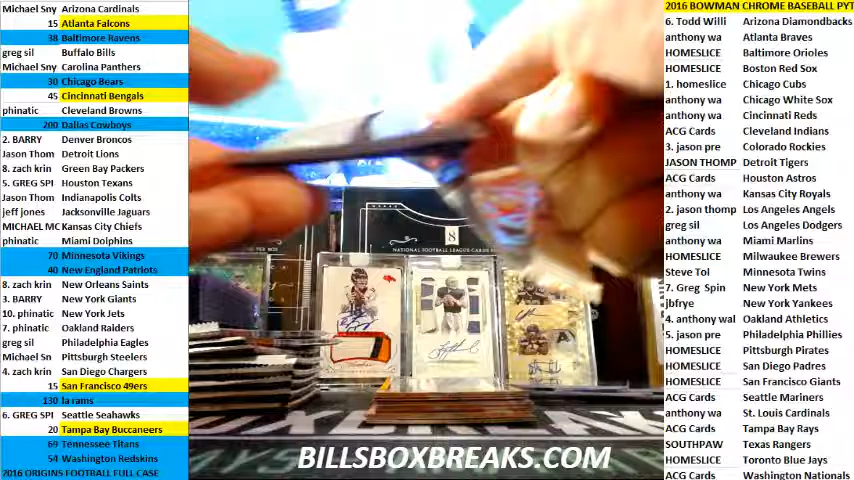 Michael Sny Arizona Cardinals
15 Atlanta Falcons
38 Baltimore Ravens
greg sil Buffalo Bills
Michael Sny Carolina Panthers
30 Chicago Bears
45 Cincinnati Bengals
phinatic Cleveland Browns
200 Dallas Cowboys
2. BARRY Denver Broncos
Jason Thom Detroit Lions
8. zach krin Green Bay Packers
5. GREG SPI Houston Texans
Jason Thom Indianapolis Colts
jeff jones Jacksonville Jaguars
MICHAEL MC Kansas City Chiefs
phinatic Miami Dolphins
70 Minnesota Vikings
40 New England Patriots
8. zach krin New Orleans Saints
3. BARRY New York Giants
10. phinatic New York Jets
7. phinatic Oakland Raiders
greg sil Philadelphia Eagles
Michael Sn Pittsburgh Steelers
4. zach krin San Diego Chargers
15 San Francisco 49ers
130 la rams
6. GREG SPI Seattle Seahawks
20 Tampa Bay Buccaneers
69 Tennessee Titans
54 Washington Redskins
2016 ORIGINS FOOTBALL FULL CASE
8
NATIONAL FOOTBALL LEAGUE CARDS
BILLSBOXBREAKS.COM
2016 BOWMAN CHROME BASEBALL PYT
6. Todd Willi Arizona Diamondbacks
anthony wa Atlanta Braves
HOMESLICE Baltimore Orioles
HOMESLICE Boston Red Sox
1. homeslice Chicago Cubs
anthony wa Chicago White Sox
anthony wa Cincinnati Reds
ACG Cards Cleveland Indians
3. jason pre Colorado Rockies
JASON THOMP Detroit Tigers
ACG Cards Houston Astros
anthony wa Kansas City Royals
2. jason thomp Los Angeles Angels
greg sil Los Angeles Dodgers
anthony wa Miami Marlins
HOMESLICE Milwaukee Brewers
Steve Tol Minnesota Twins
7. Greg Spin New York Mets
jbfrye New York Yankees
4. anthony wal Oakland Athletics
5. jason pre Philadelphia Phillies
HOMESLICE Pittsburgh Pirates
HOMESLICE San Diego Padres
HOMESLICE San Francisco Giants
ACG Cards Seattle Mariners
anthony wa St. Louis Cardinals
ACG Cards Tampa Bay Rays
SOUTHPAW Texas Rangers
HOMESLICE Toronto Blue Jays
ACG Cards Washington Nationals